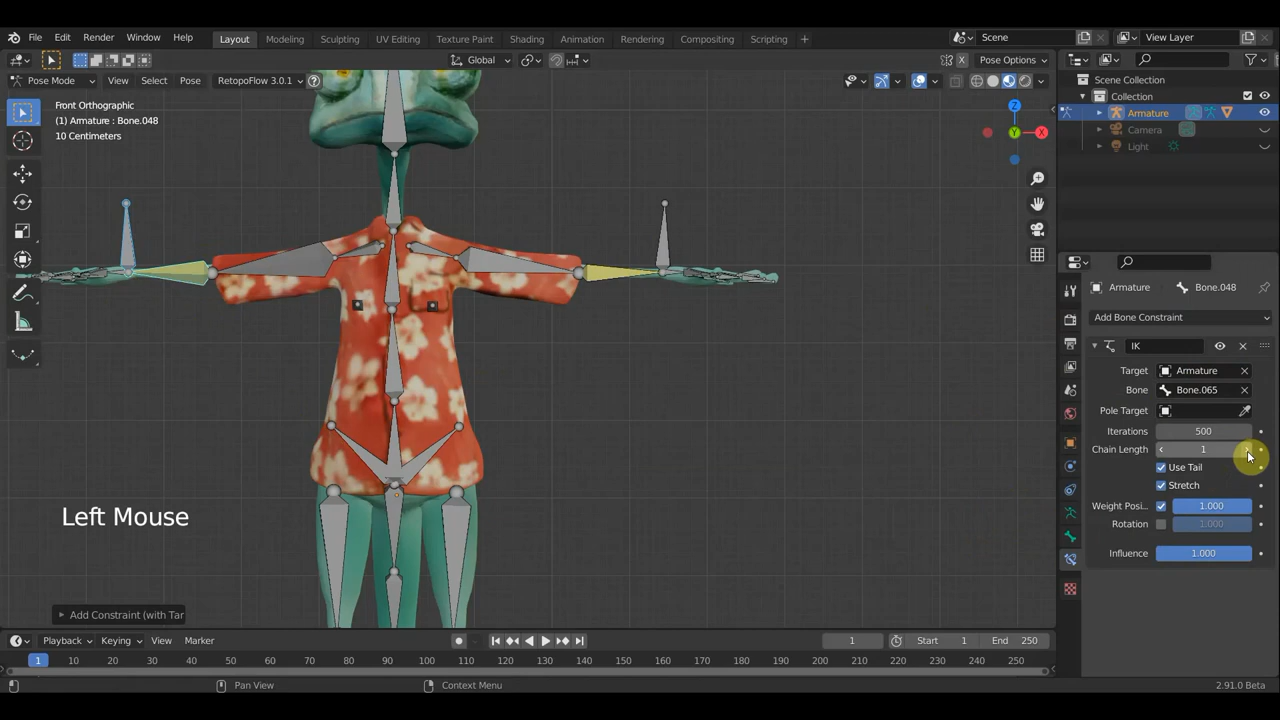 File Edit Render Window Help Layout Modeling Sculpting UV Editing Texture Paint Shading Animation Rendering Compositing Scripting + Scene View Layer
Global Pose Options
Pose Mode View Select Pose RetopoFlow 3.0.1
Scene Collection
Collection
Armature
Camera
Light
Front Orthographic
(1) Armature : Bone.048
10 Centimeters
Z
Y
X
Armature Bone.048
Add Bone Constraint
IK
Target Armature
Bone Bone.065
Pole Target
Iterations 500
Chain Length 1
Use Tail
Stretch
Weight Posi... 1.000
Rotation 1.000
Influence 1.000
Left Mouse
Add Constraint (with Tar
Playback Keying View Marker 1 Start 1 End 250
1 10 20 30 40 50 60 70 80 90 100 110 120 130 140 150 160 170 180 190 200 210 220 230 240 250
Pan View Context Menu 2.91.0 Beta